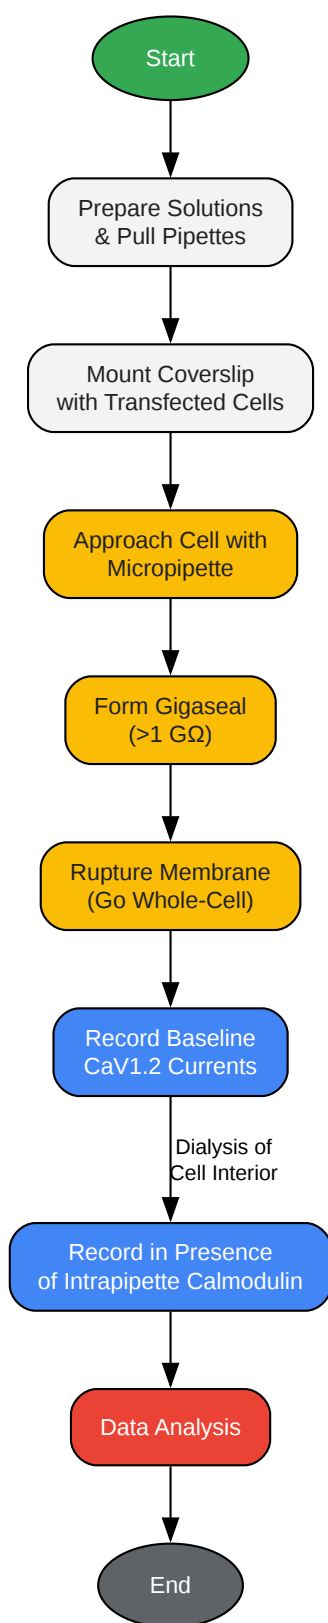 Start
Prepare Solutions
& Pull Pipettes
Mount Coverslip
with Transfected Cells
Approach Cell with
Micropipette
Form Gigaseal
(>1 GΩ)
Rupture Membrane
(Go Whole-Cell)
Record Baseline
CaV1.2 Currents
Dialysis of
Cell Interior
Record in Presence
of Intrapipette Calmodulin
Data Analysis
End